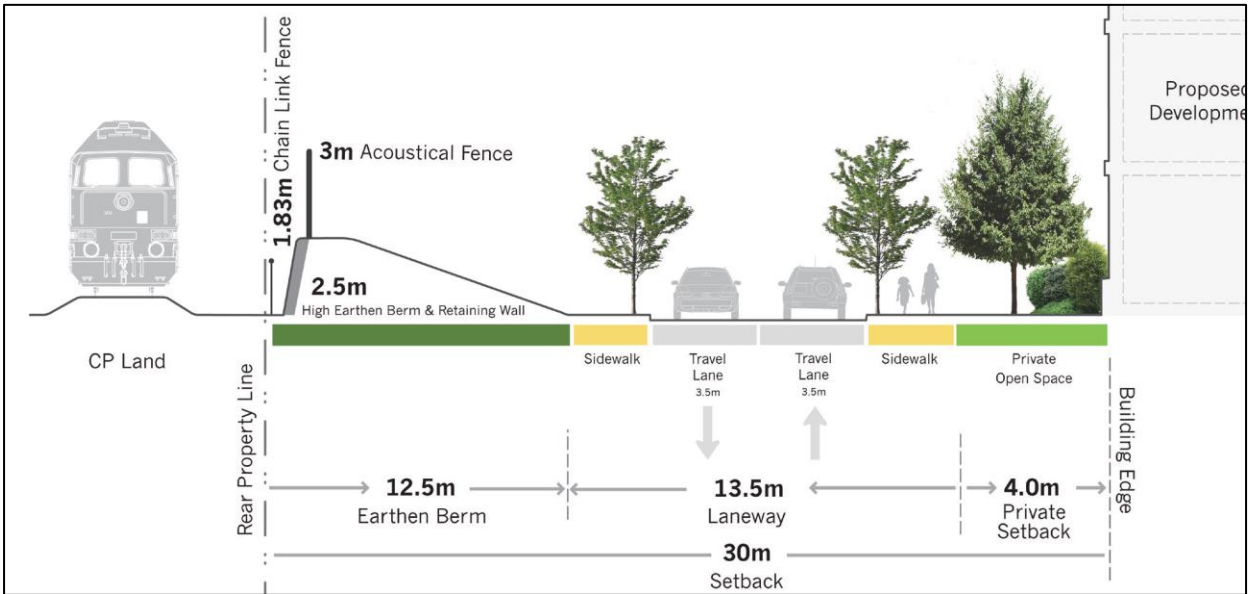 1.83m Chain Link Fence
3m Acoustical Fence
Proposed
Developme
2.5m
High Earthen Berm & Retaining Wall
CP Land
Sidewalk
Travel
Lane
3.5m
Travel
Lane
3.5m
Sidewalk
Private
Open Space
Rear Property Line
Building Edge
12.5m
Earthen Berm
13.5m
Laneway
4.0m
Private
Setback
30m
Setback